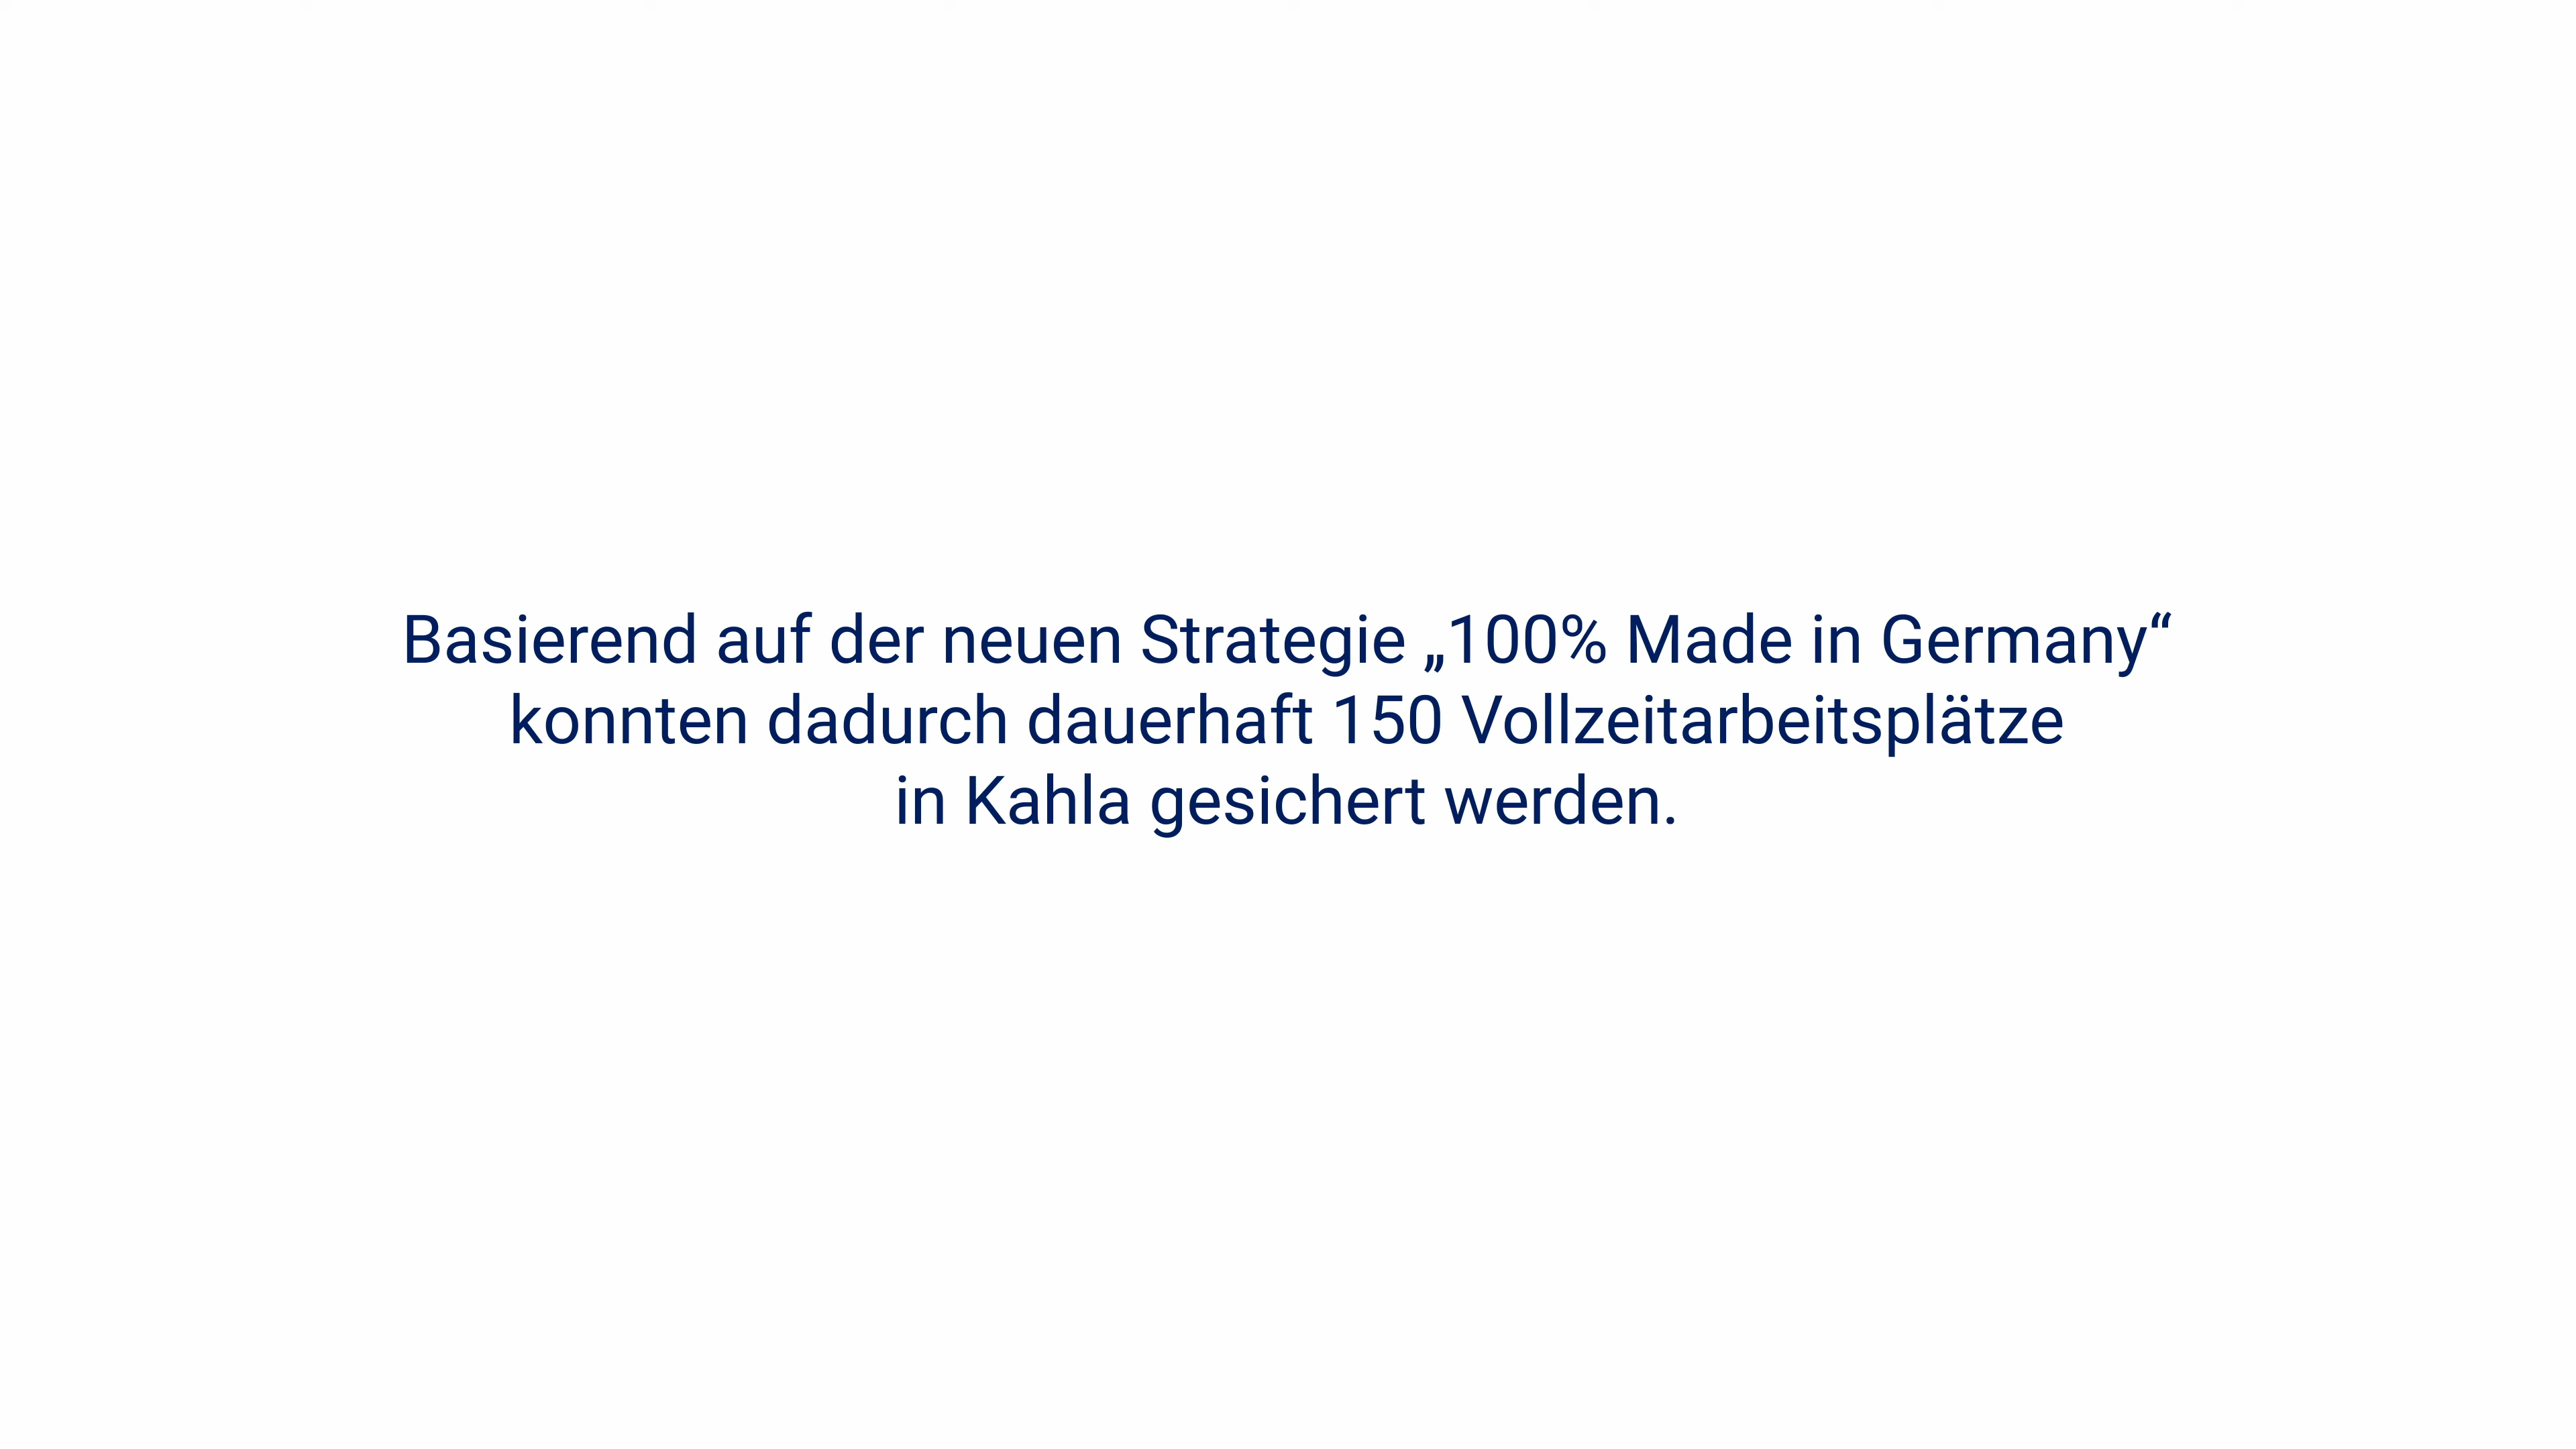 Basierend auf der neuen Strategie „100% Made in Germany“
konnten dadurch dauerhaft 150 Vollzeitarbeitsplätze
in Kahla gesichert werden.